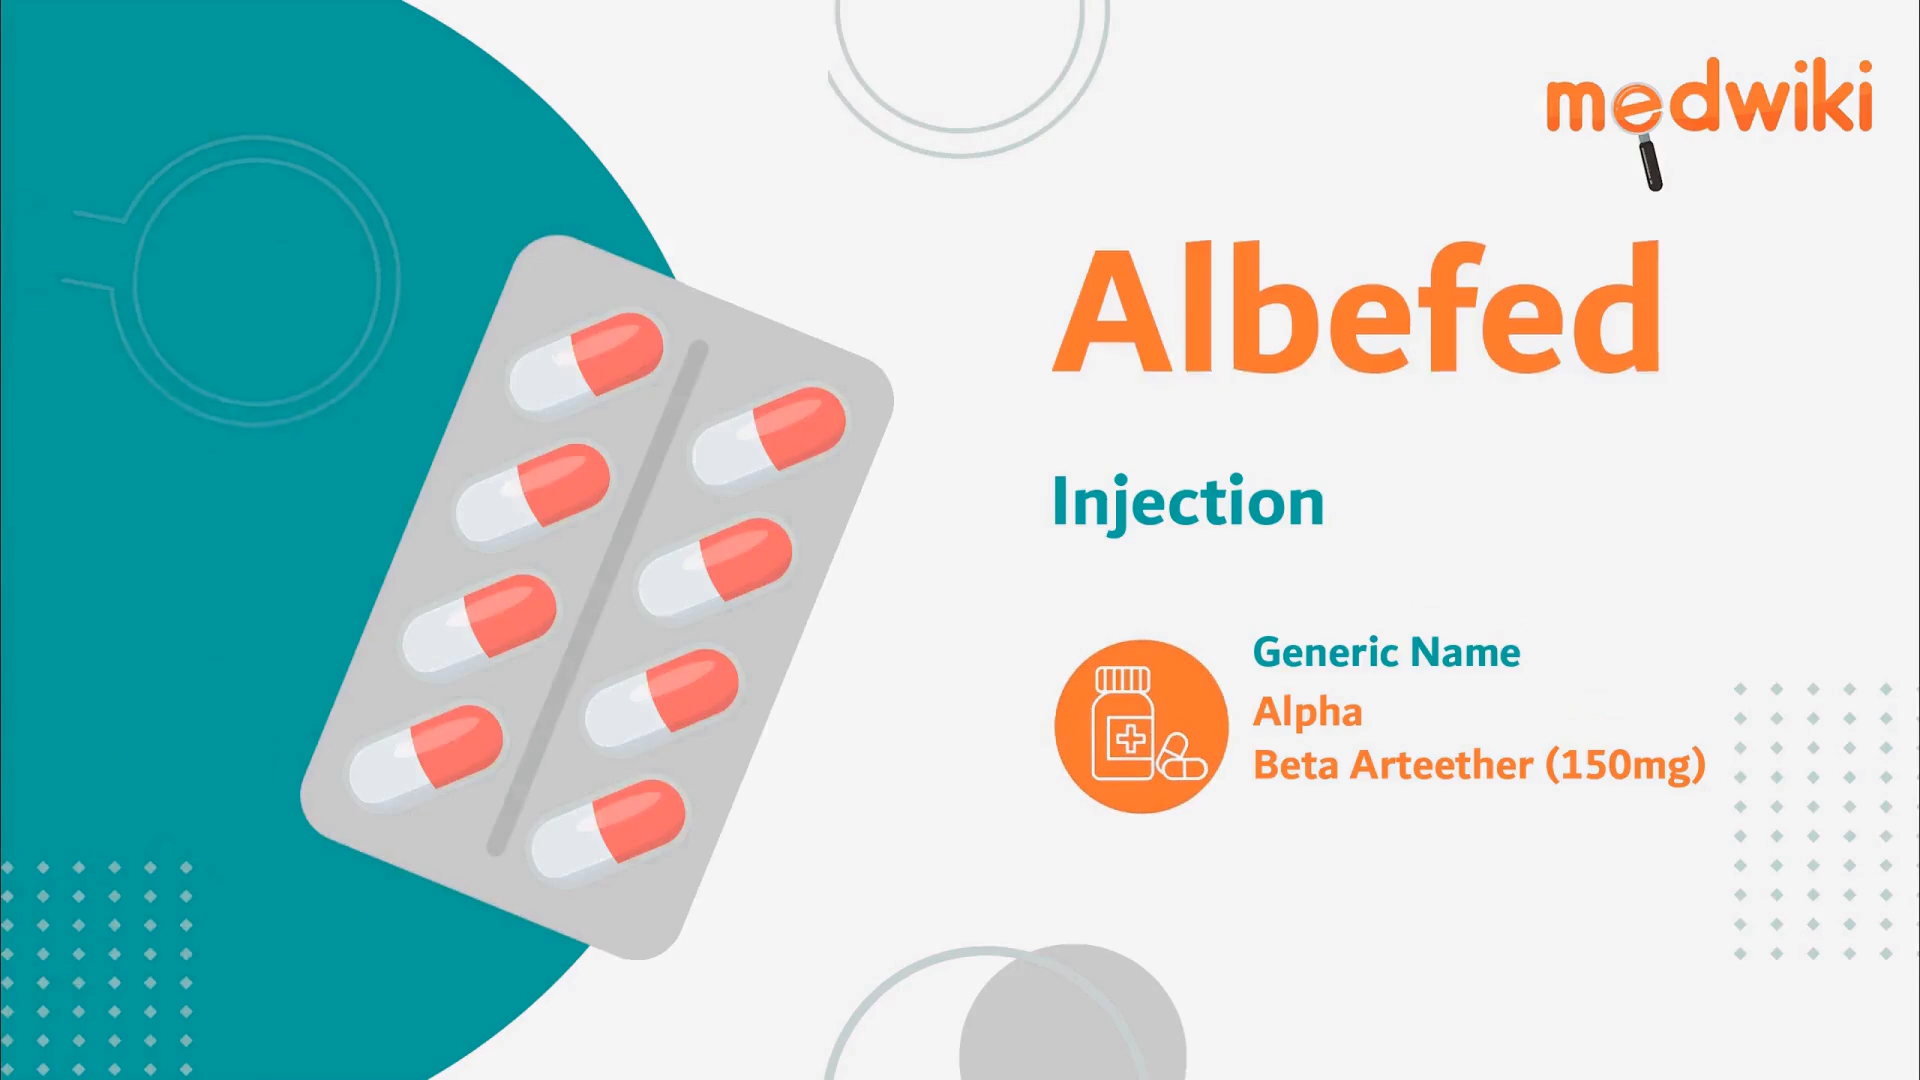 medwiki
Albefed
Injection
Generic Name
Alpha
Beta Arteether (150mg)